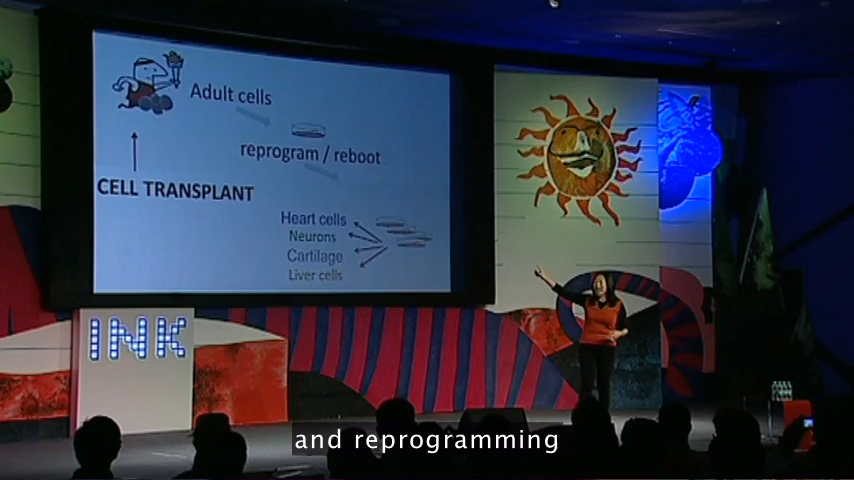 Adult cells
reprogram / reboot
CELL TRANSPLANT
Heart cells
Neurons
Cartilage
Liver cells
INK
and reprogramming